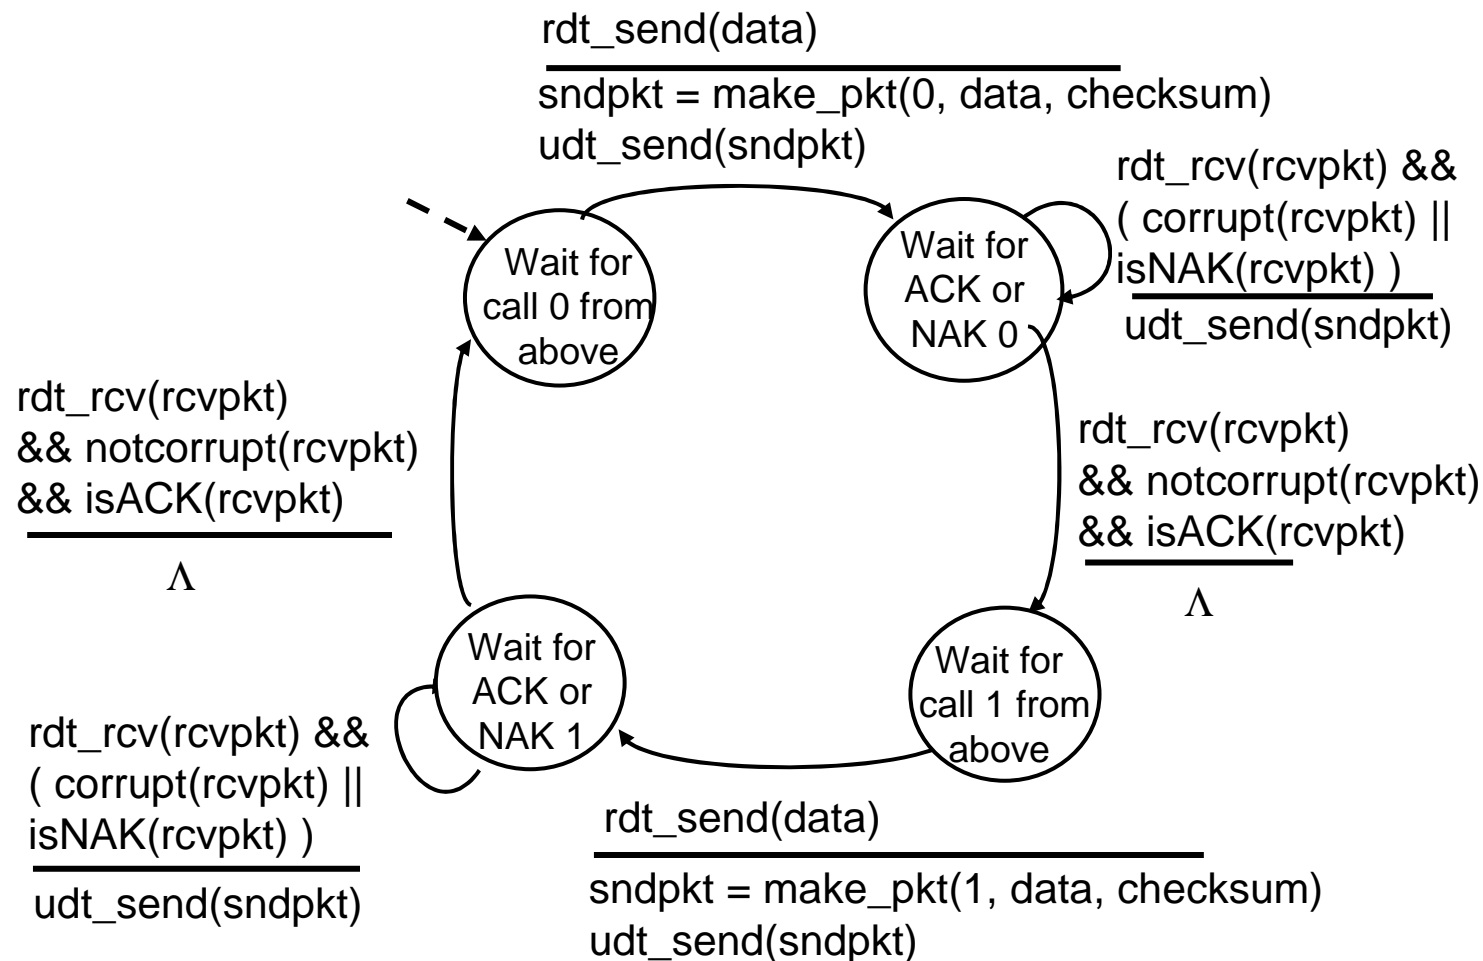 rdt_send(data)
sndpkt = make_pkt(0, data, checksum)
udt_send(sndpkt)
rdt_rcv(rcvpkt) &&
( corrupt(rcvpkt) ||
isNAK(rcvpkt) )
udt_send(sndpkt)
Wait for
call 0 from
above
Wait for
ACK or
NAK 0
rdt_rcv(rcvpkt)
&& notcorrupt(rcvpkt)
&& isACK(rcvpkt)
Λ
rdt_rcv(rcvpkt)
&& notcorrupt(rcvpkt)
&& isACK(rcvpkt)
Λ
Wait for
ACK or
NAK 1
Wait for
call 1 from
above
rdt_rcv(rcvpkt) &&
( corrupt(rcvpkt) ||
isNAK(rcvpkt) )
udt_send(sndpkt)
rdt_send(data)
sndpkt = make_pkt(1, data, checksum)
udt_send(sndpkt)